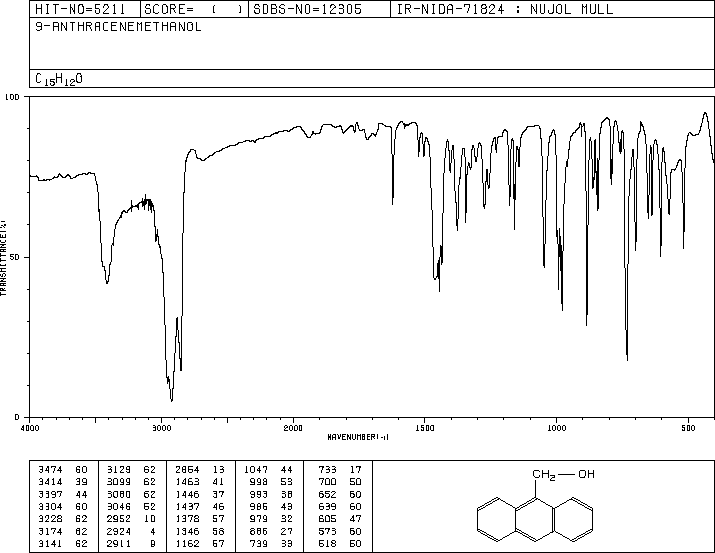 HIT-NO=5211 SCORE= ( ) SDBS-NO=12305 IR-NIDA-71824 : NUJOL MULL
9-ANTHRACENEMETHANOL
C15H12O
100
50
0
TRANSMITTANCE(%)
4000 3000 2000 1500 1000 500
WAVENUMBER(-1)
3474 60 3129 62 2854 13 1047 44 733 17
3414 39 3099 62 1463 41 998 53 700 50
3397 44 3080 62 1446 37 993 38 652 60
3304 60 3046 52 1437 46 986 43 639 60
3228 62 2952 10 1378 57 979 32 605 47
3174 62 2924 4 1346 58 886 27 573 60
3141 62 2911 9 1162 57 739 39 518 50
CH2 OH